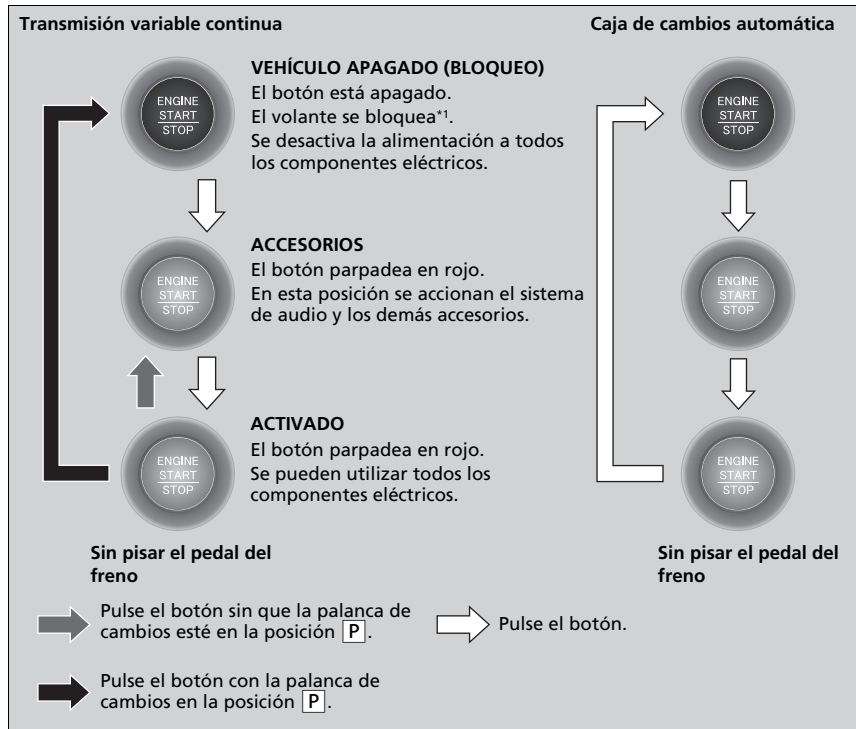 Transmisión variable continua
Caja de cambios automática
ENGINE
START
STOP
VEHÍCULO APAGADO (BLOQUEO)
El botón está apagado.
El volante se bloquea*1.
Se desactiva la alimentación a todos
los componentes eléctricos.
ENGINE
START
STOP
ENGINE
START
STOP
ACCESORIOS
El botón parpadea en rojo.
En esta posición se accionan el sistema
de audio y los demás accesorios.
ENGINE
START
STOP
ENGINE
START
STOP
ACTIVADO
El botón parpadea en rojo.
Se pueden utilizar todos los
componentes eléctricos.
ENGINE
START
STOP
Sin pisar el pedal del
freno
Sin pisar el pedal del
freno
Pulse el botón sin que la palanca de
cambios esté en la posición P.
Pulse el botón.
Pulse el botón con la palanca de
cambios en la posición P.